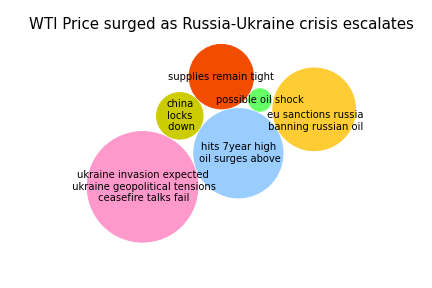 WTI Price surged as Russia-Ukraine crisis escalates
supplies remain tight
possible oil shock
china
locks
down
eu sanctions russia
banning russian oil
hits 7year high
oil surges above
ukraine invasion expected
ukraine geopolitical tensions
ceasefire talks fail